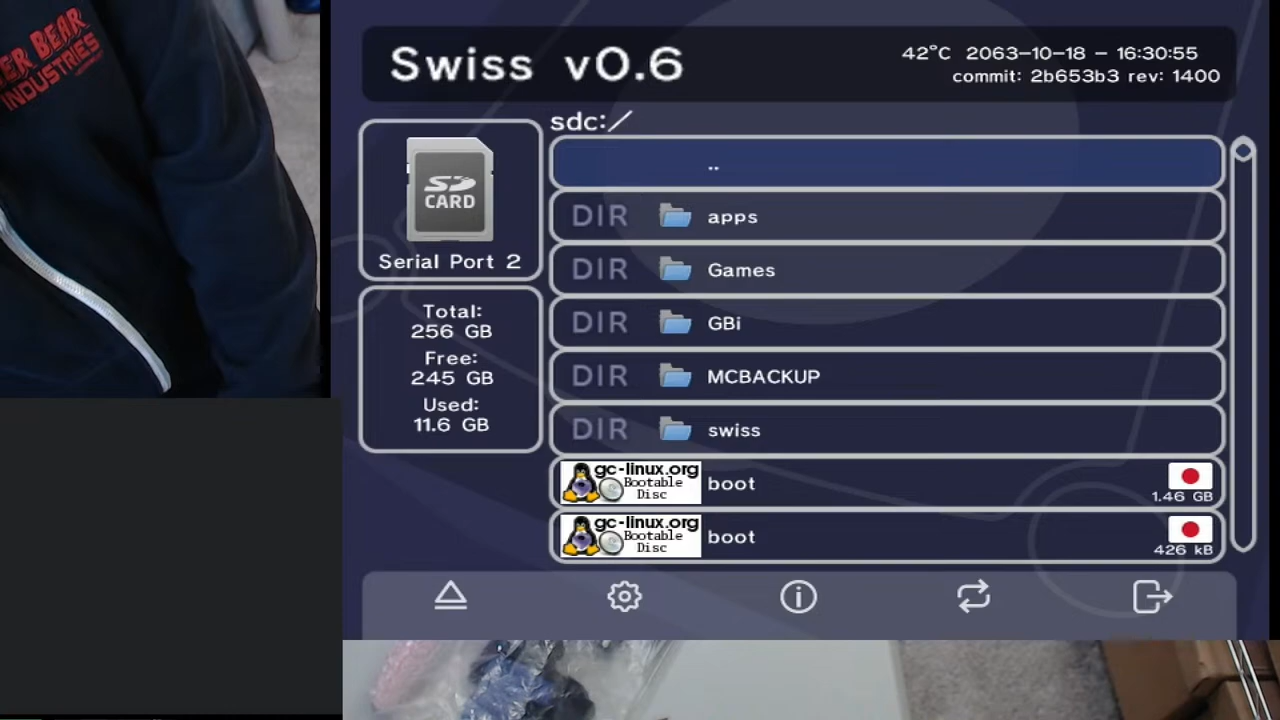 ER BEAR
INDUSTRIES
Swiss v0.6
42°C 2063-10-18 - 16:30:55
commit: 2b653b3 rev: 1400
sdc:/
SD
CARD
Serial Port 2
Total:
256 GB
Free:
245 GB
Used:
11.6 GB
..
DIR apps
DIR Games
DIR GBi
DIR MCBACKUP
DIR swiss
gc-linux.org
Bootable
Disc
boot
1.46 GB
gc-linux.org
Bootable
Disc
boot
426 kB